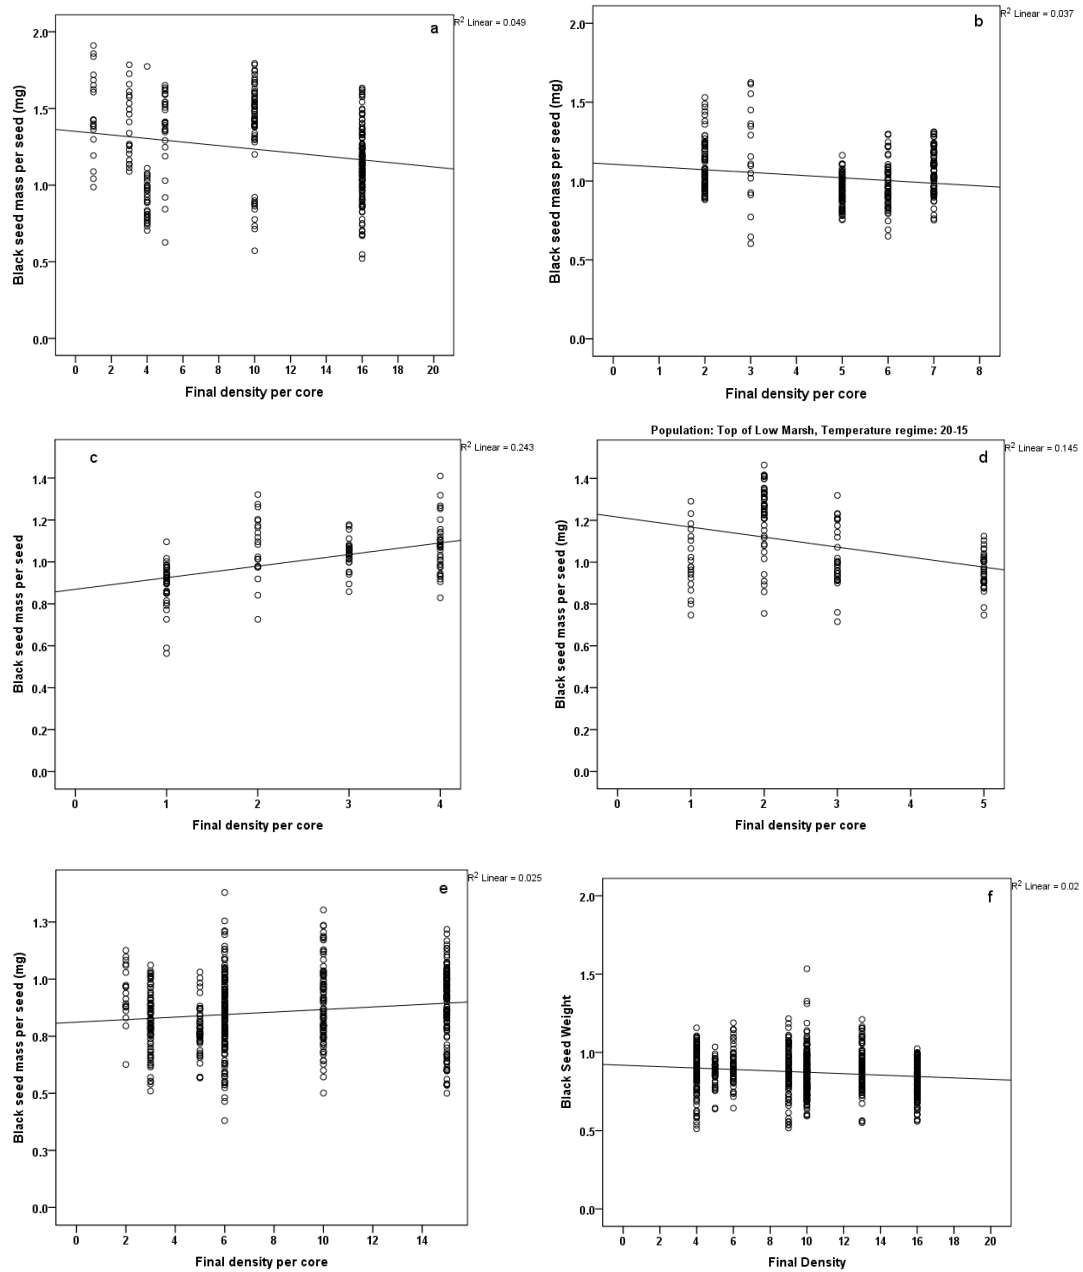 a
R² Linear = 0.049
Black seed mass per seed (mg)
2.0
1.5
1.0
0.5
0.0
0 2 4 6 8 10 12 14 16 18 20
Final density per core
b
R² Linear = 0.037
Black seed mass per seed (mg)
2.0
1.5
1.0
0.5
0.0
0 1 2 3 4 5 6 7 8
Final density per core
c
R² Linear = 0.243
Black seed mass per seed
1.4
1.2
1.0
0.8
0.6
0.4
0.2
0.0
0 1 2 3 4
Final density per core
Population: Top of Low Marsh, Temperature regime: 20-15
d
R² Linear = 0.145
Black seed mass per seed (mg)
1.4
1.2
1.0
0.8
0.6
0.4
0.2
0.0
0 1 2 3 4 5
Final density per core
e
R² Linear = 0.025
Black seed mass per seed (mg)
1.3
1.0
0.8
0.5
1.3
0.0
0 2 4 6 8 10 12 14
Final density per core
f
R² Linear = 0.02
Black Seed Weight
2.0
1.5
1.0
0.5
0.0
0 2 4 6 8 10 12 14 16 18 20
Final Density